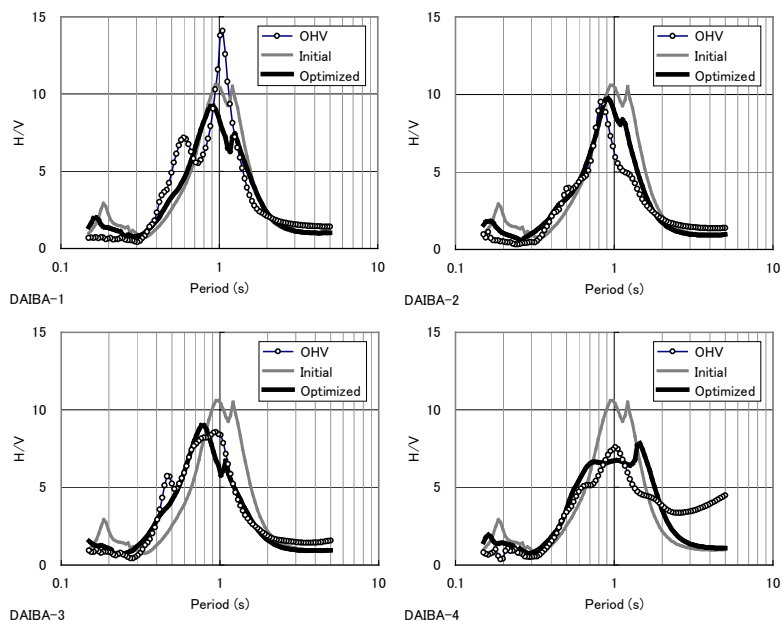 15
10
5
0
H/V
OHV
Initial
Optimized
0.1
1
10
Period (s)
DAIBA-1
15
10
5
0
H/V
OHV
Initial
Optimized
0.1
1
10
Period (s)
DAIBA-2
15
10
5
0
H/V
OHV
Initial
Optimized
0.1
1
10
Period (s)
DAIBA-3
15
10
5
0
H/V
OHV
Initial
Optimized
0.1
1
10
Period (s)
DAIBA-4